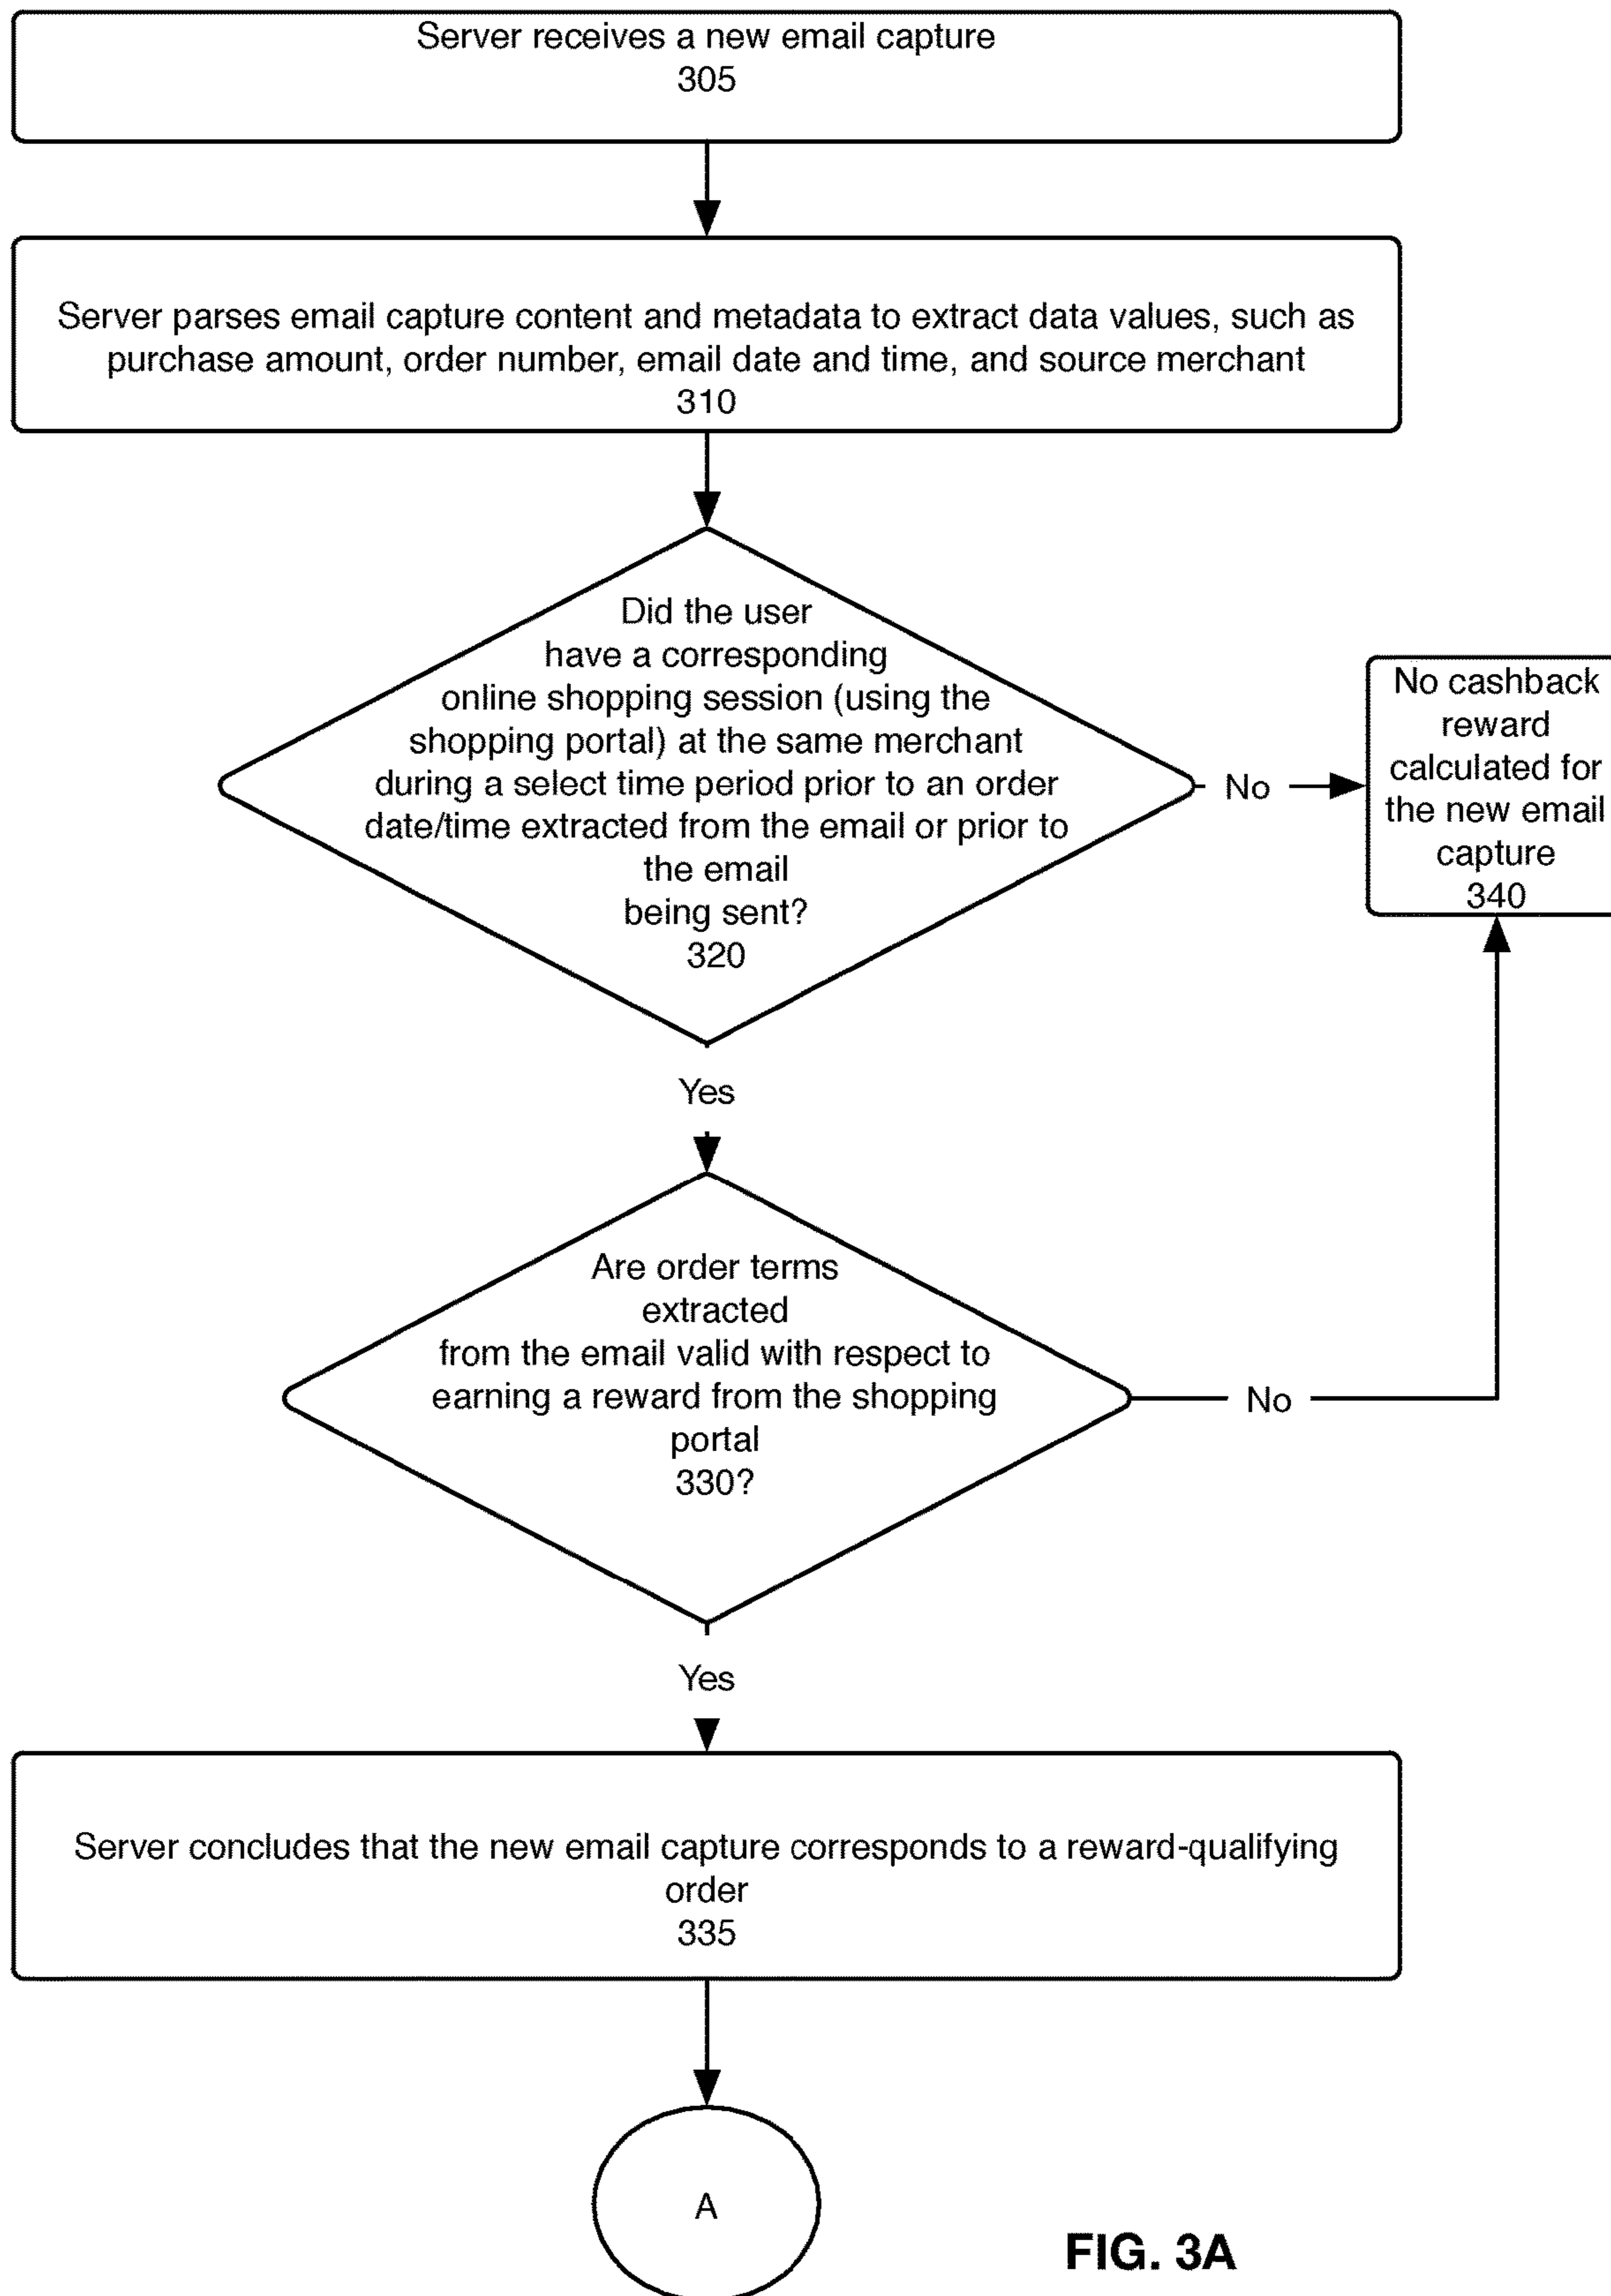 Server receives a new email capture
305
Server parses email capture content and metadata to extract data values, such as
purchase amount, order number, email date and time, and source merchant
310
Did the user
have a corresponding
online shopping session (using the
shopping portal) at the same merchant
during a select time period prior to an order
date/time extracted from the email or prior to
the email
being sent?
320
No
No cashback
reward
calculated for
the new email
capture
340
Yes
Are order terms
extracted
from the email valid with respect to
earning a reward from the shopping
portal
330?
No
Yes
Server concludes that the new email capture corresponds to a reward-qualifying
order
335
A
FIG. 3A